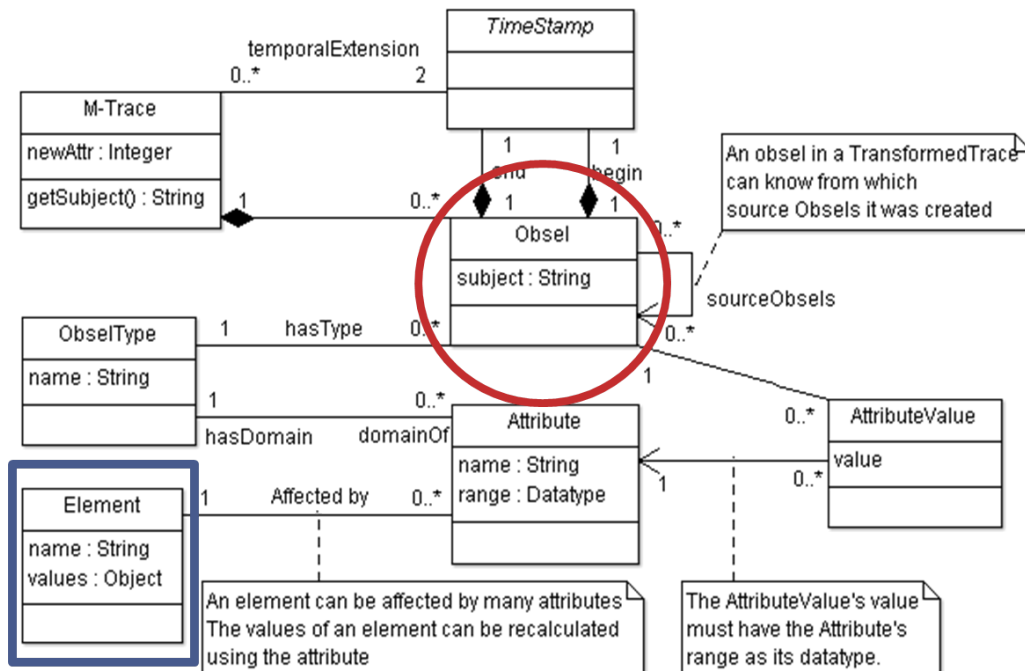 TimeStamp
temporalExtension
0..*
2
M-Trace
newAttr : Integer
getSubject() : String
1
0..*
1
1
end
begin
1
1
An obsel in a TransformedTrace
can know from which
source Obsels it was created
Obsel
subject : String
0..*
sourceObsels
0..*
ObselType
name : String
1
hasType
0..*
1
0..*
hasDomain
domainOf
Attribute
name : String
range : Datatype
1
0..*
AttributeValue
value
1
0..*
Element
name : String
values : Object
1
Affected by
0..*
An element can be affected by many attributes
The values of an element can be recalculated
using the attribute
The AttributeValue's value
must have the Attribute's
range as its datatype.